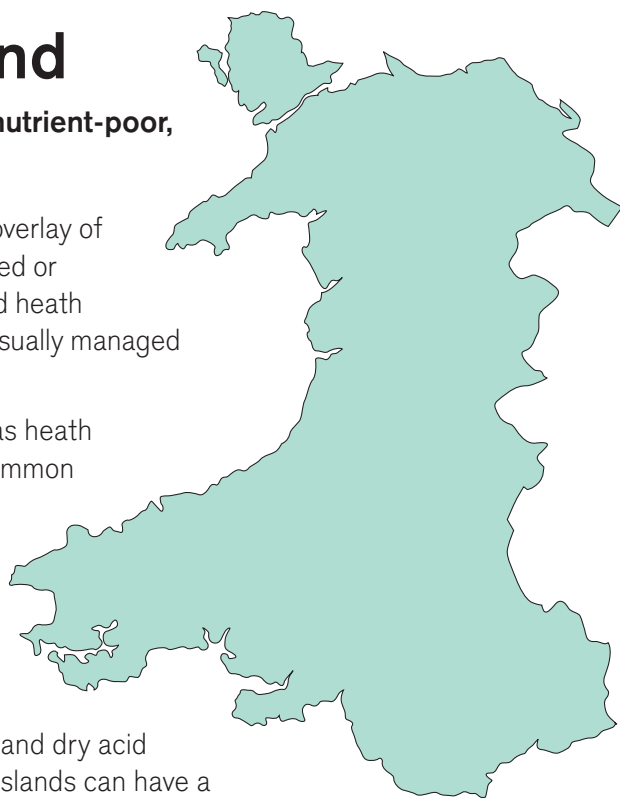 nd
nutrient-poor,
overlay of
ed or
d heath
sually managed
as heath
mmon
and dry acid
slands can have a